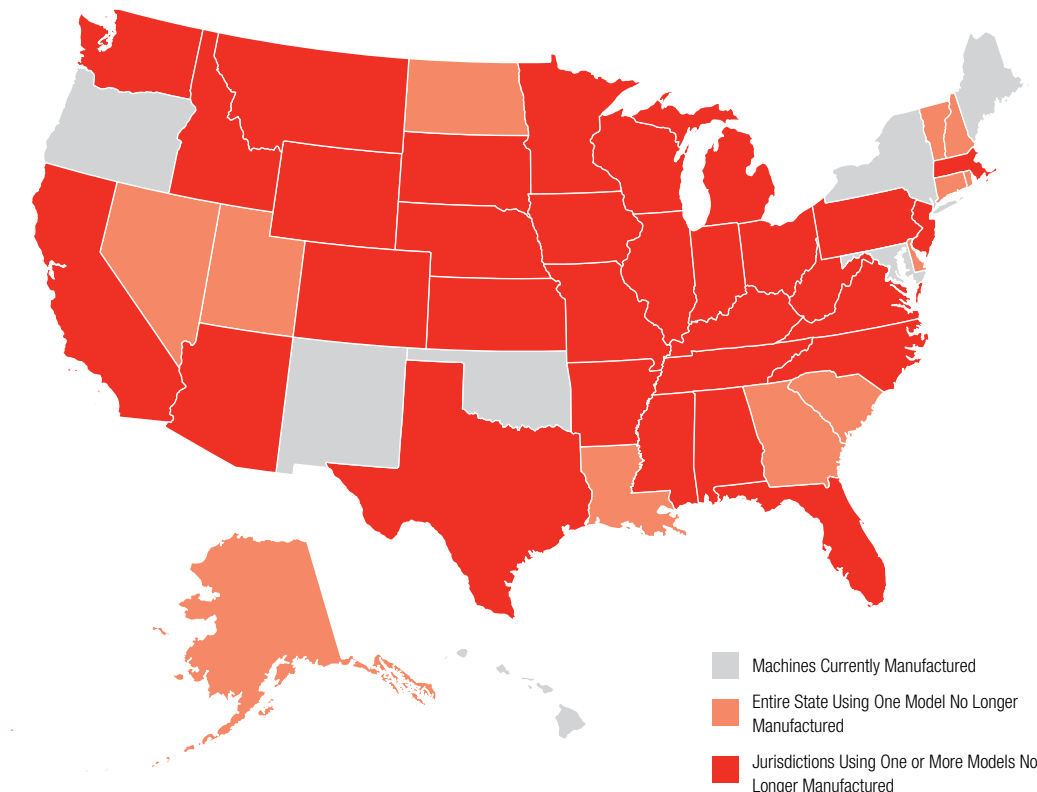 Machines Currently Manufactured
Entire State Using One Model No Longer
Manufactured
Jurisdictions Using One or More Models No
Longer Manufactured